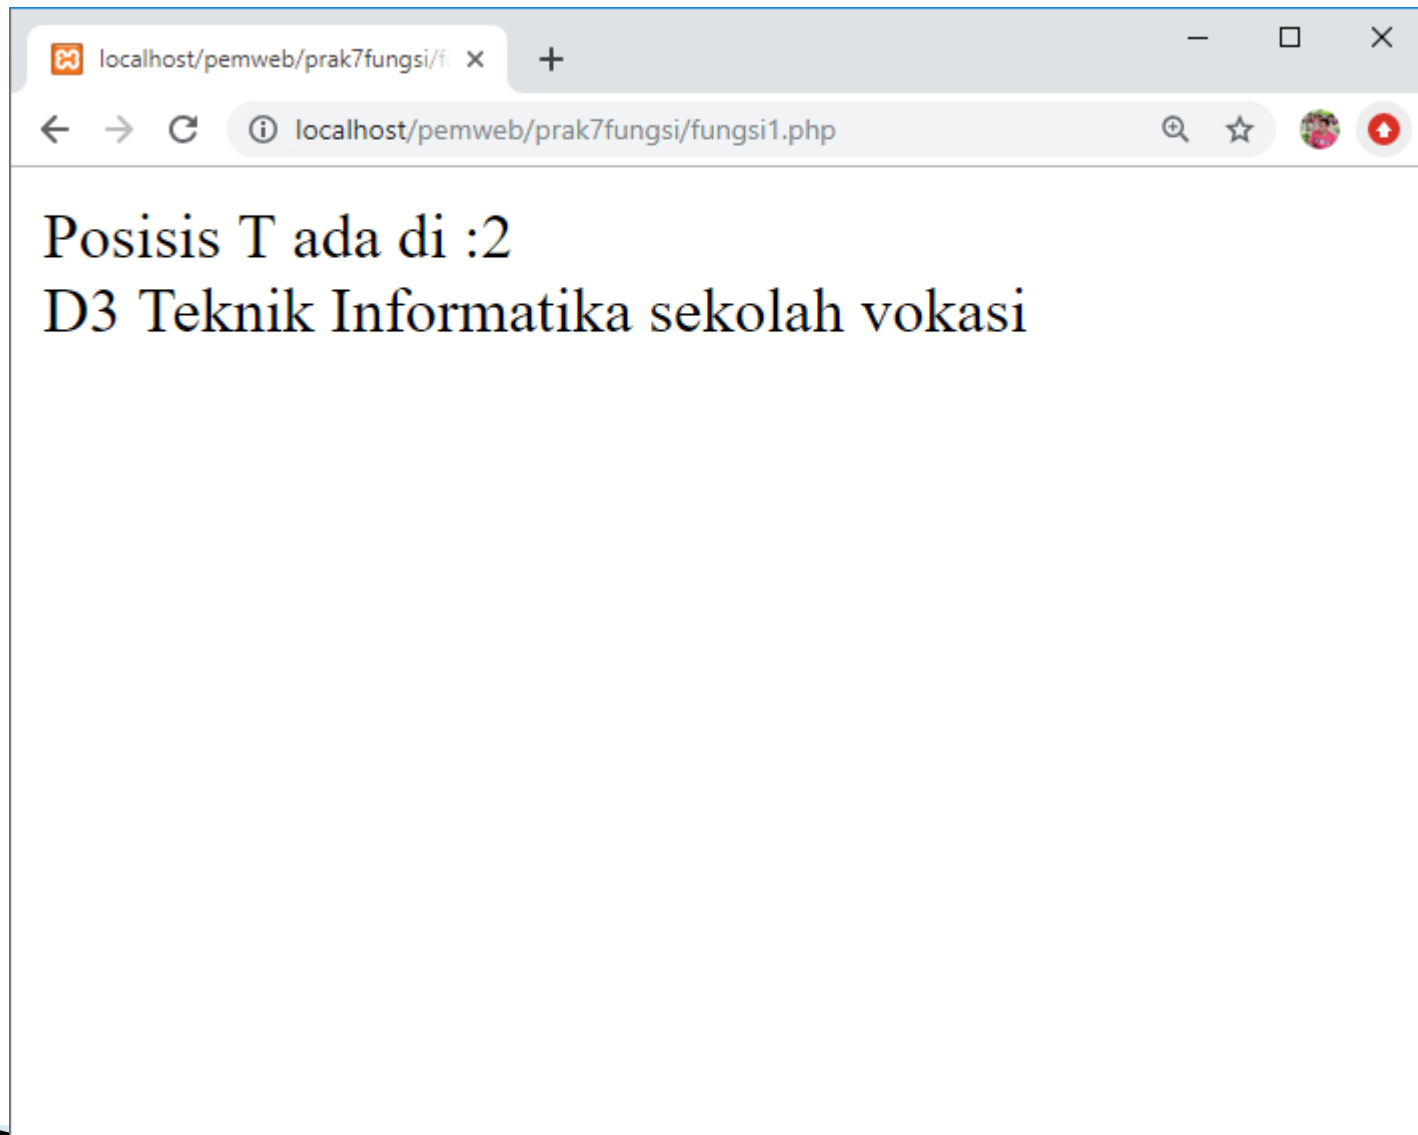 localhost/pemweb/prak7fungsi/f
localhost/pemweb/prak7fungsi/fungsi1.php
Posisis T ada di :2
D3 Teknik Informatika sekolah vokasi